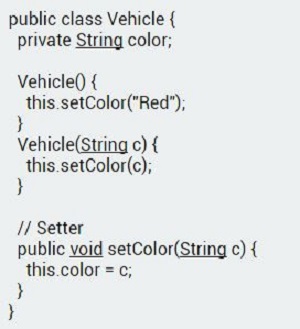 public class Vehicle {
private String color;
Vehicle() {
this.setColor("Red");
}
Vehicle(String c) {
this.setColor(c);
}
// Setter
public void setColor(String c) {
this.color = c;
}
}